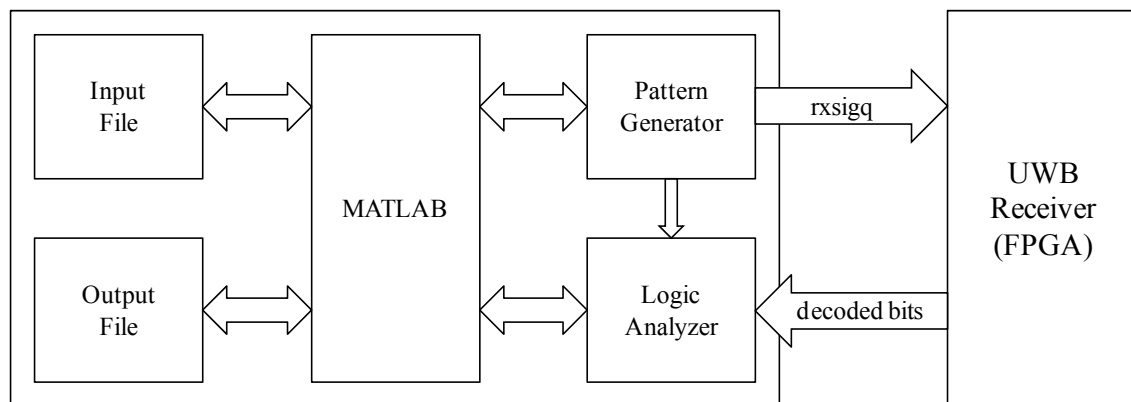 Input
File
Pattern
Generator
rxsigq
MATLAB
UWB
Receiver
(FPGA)
Output
File
Logic
Analyzer
decoded bits